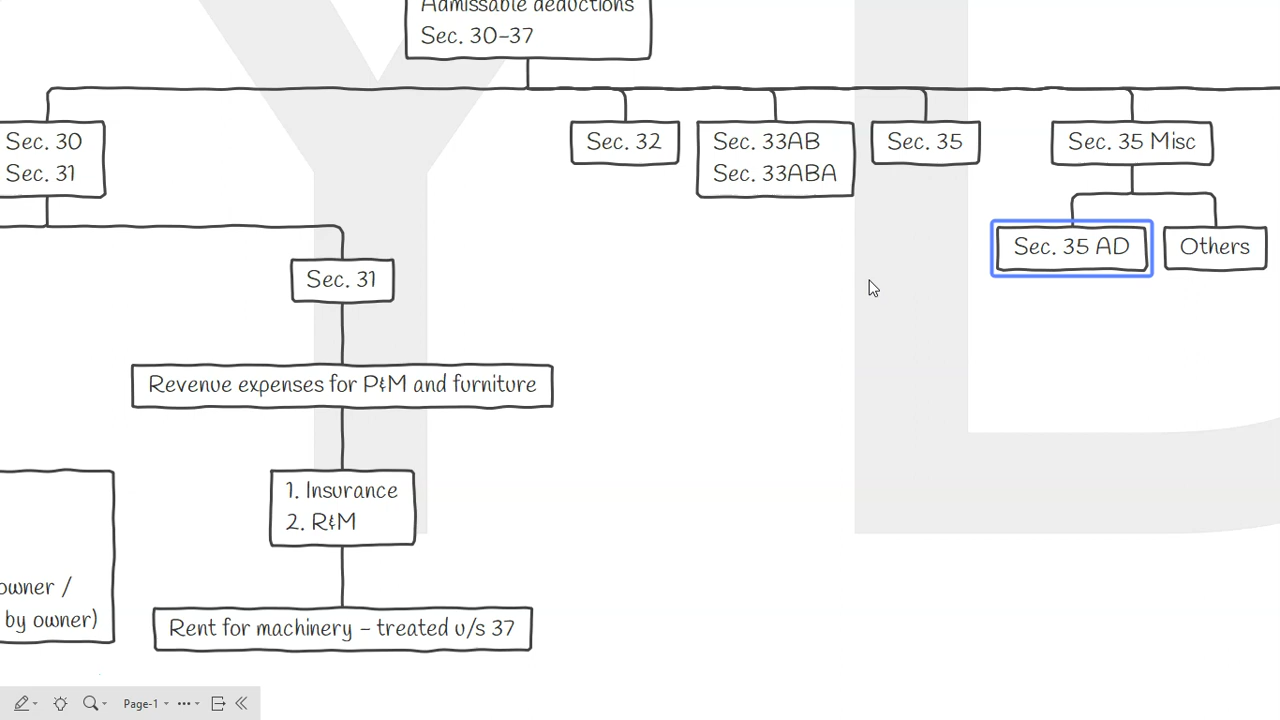 Admissable deductions
Sec. 30-37
Sec. 30
Sec. 31
Sec. 32
Sec. 33AB
Sec. 33ABA
Sec. 35
Sec. 35 Misc
Sec. 35 AD
Others
Sec. 31
Revenue expenses for P&M and furniture
1. Insurance
2. R&M
owner /
by owner)
Rent for machinery - treated u/s 37
Page-1